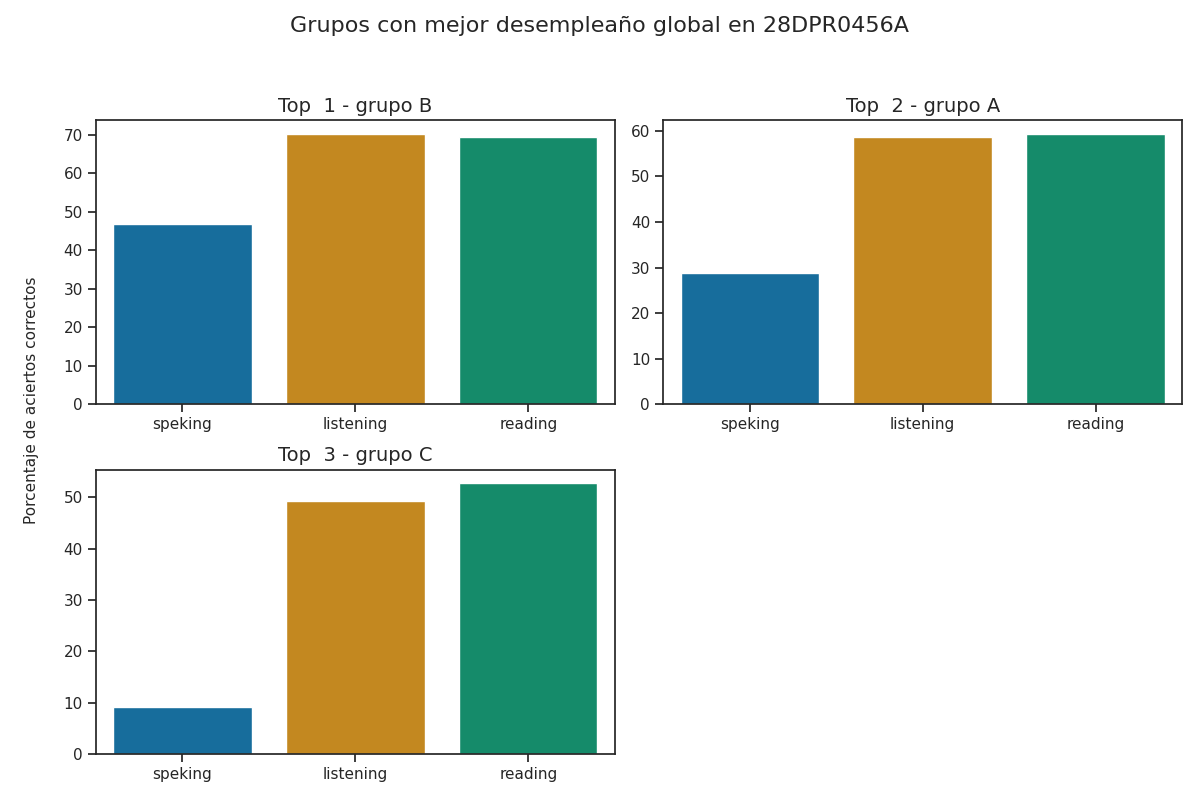 Grupos con mejor desempleaño global en 28DPR0456A
Top  1 - grupo B
70
60
50
40
30
20
10
0
speking listening reading
Top  2 - grupo A
60
50
40
30
20
10
0
speking listening reading
Porcentaje de aciertos correctos
Top  3 - grupo C
50
40
30
20
10
0
speking listening reading